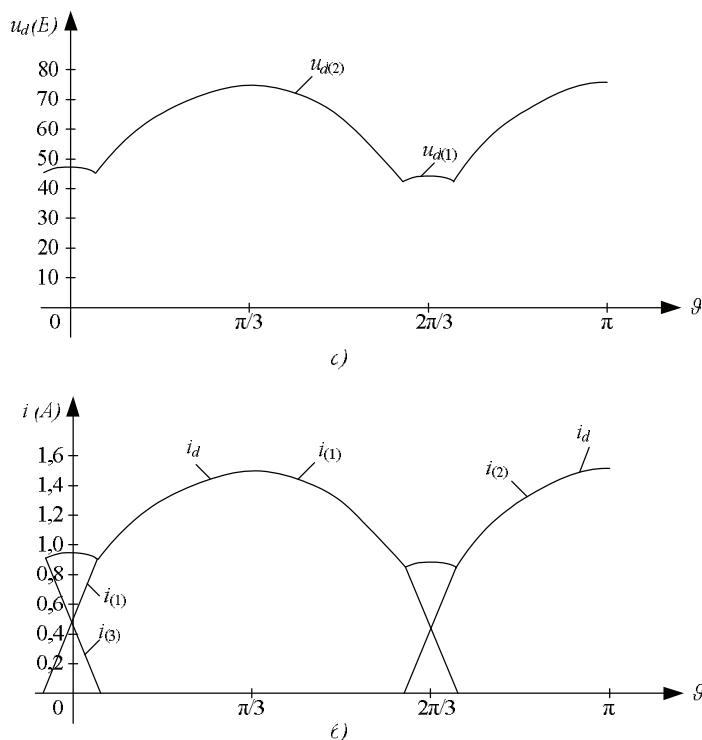 u_d (В)
80
70
60
50
40
30
20
10
0
u_d(2)
u_d(1)
π/3
2π/3
π
ϑ
с)
i (А)
1,6
1,4
1,2
1,0
0,8
0,6
0,4
0,2
0
i_d
i_(1)
i_(2)
i_d
i_(1)
i_(3)
π/3
2π/3
π
ϑ
в)